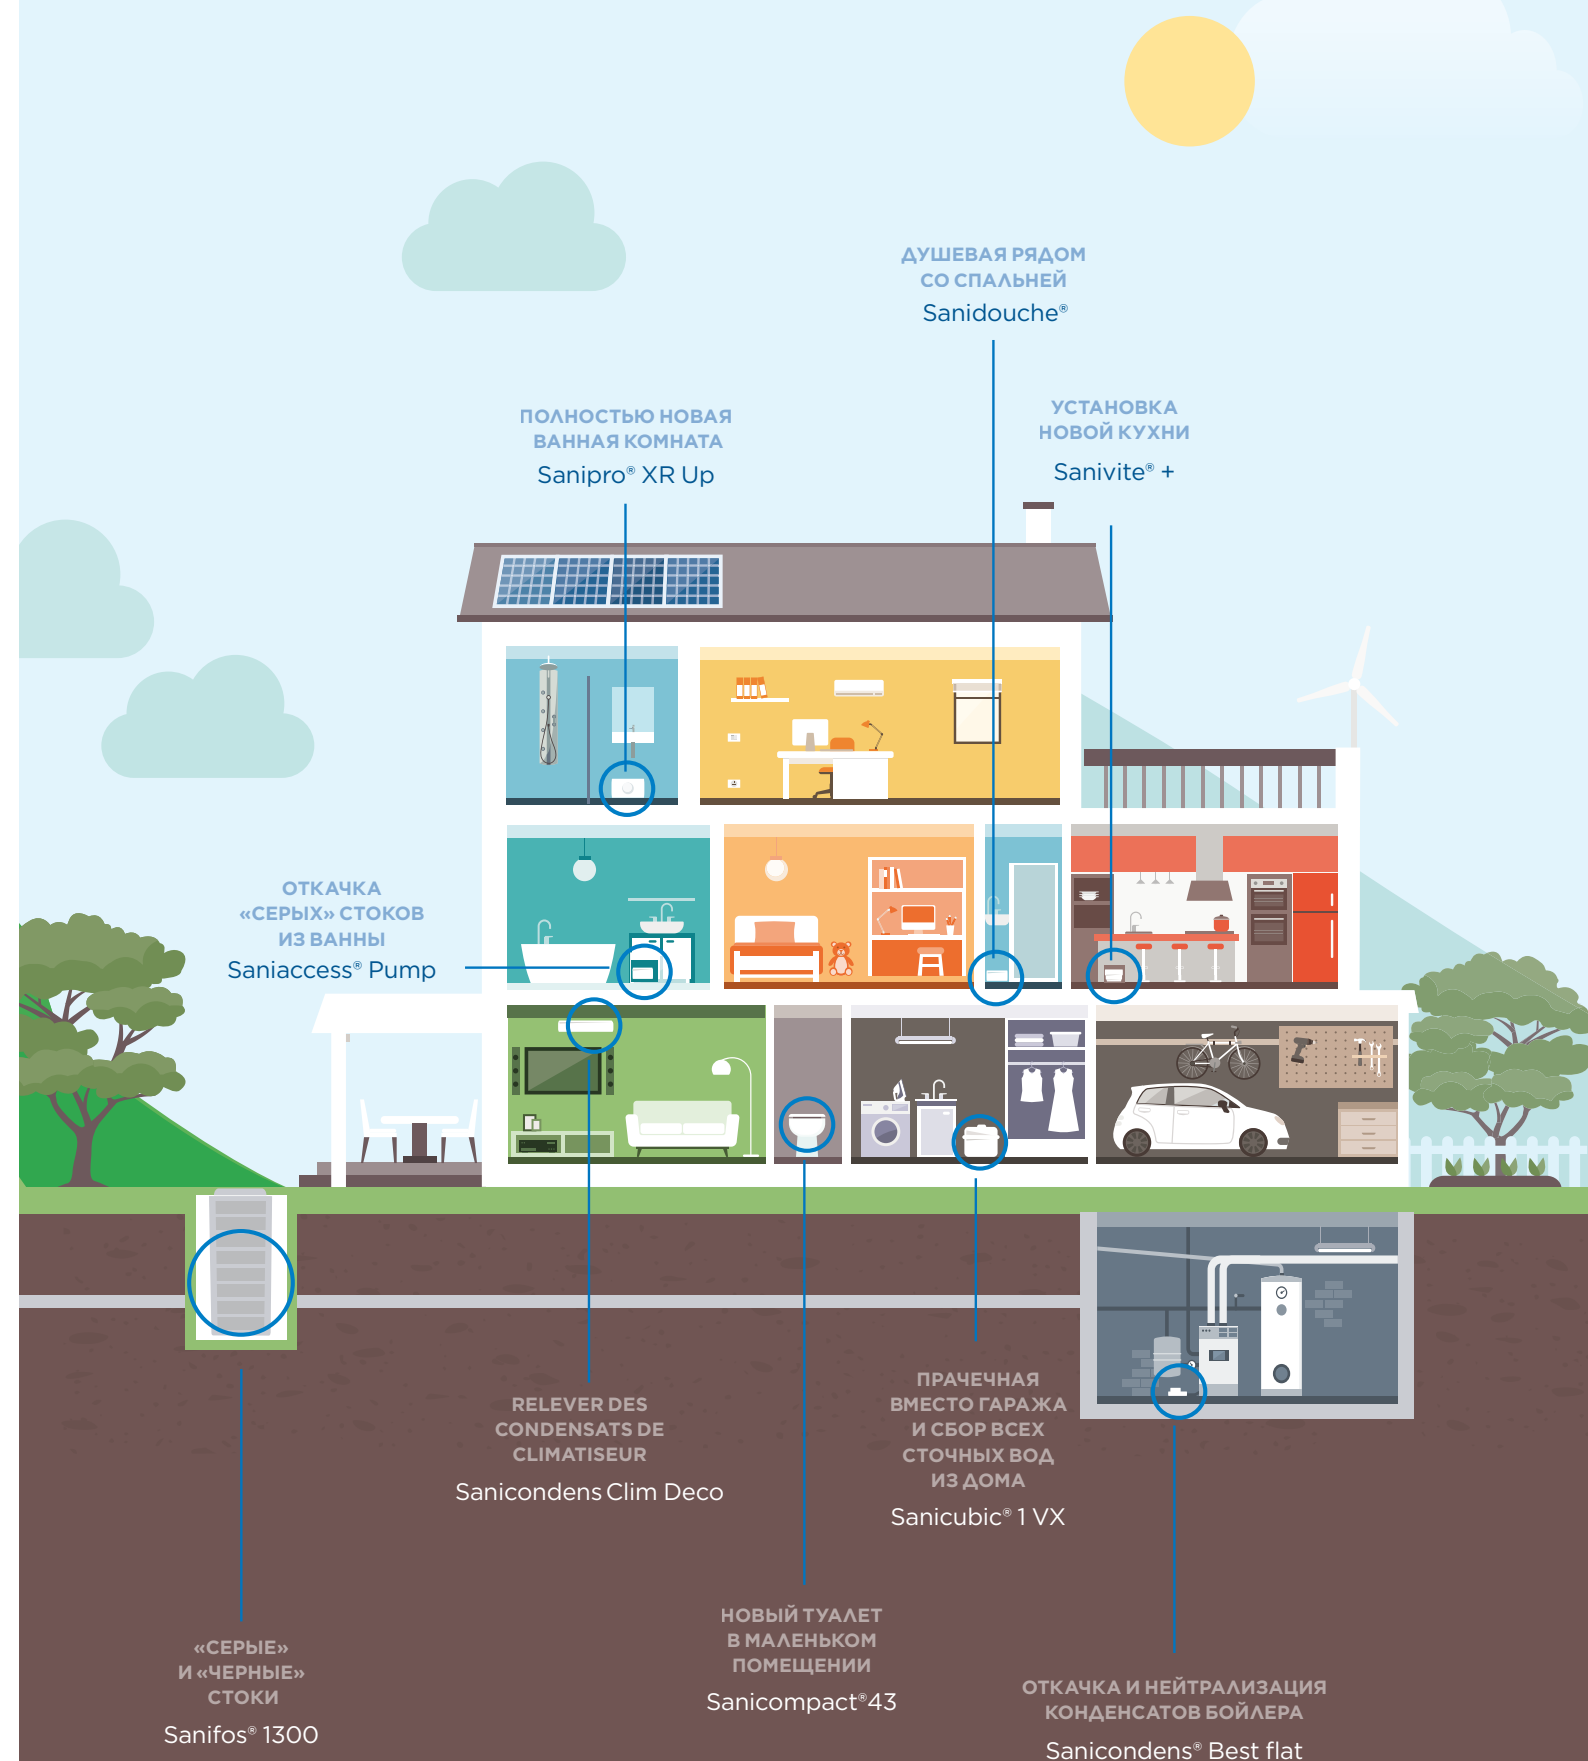 ДУШЕВАЯ РЯДОМ
СО СПАЛЬНЕЙ
Sanidouche®
ПОЛНОСТЬЮ НОВАЯ
ВАННАЯ КОМНАТА
Sanipro® XR Up
УСТАНОВКА
НОВОЙ КУХНИ
Sanivite® +
ОТКАЧКА
«СЕРЫХ» СТОКОВ
ИЗ ВАННЫ
Saniaccess® Pump
RELEVER DES
CONDENSATS DE
CLIMATISEUR
Sanicondens Clim Deco
ПРАЧЕЧНАЯ
ВМЕСТО ГАРАЖА
И СБОР ВСЕХ
СТОЧНЫХ ВОД
ИЗ ДОМА
Sanicubic® 1 VX
«СЕРЫЕ»
И «ЧЕРНЫЕ»
СТОКИ
Sanifos® 1300
НОВЫЙ ТУАЛЕТ
В МАЛЕНЬКОМ
ПОМЕЩЕНИИ
Sanicompact®43
ОТКАЧКА И НЕЙТРАЛИЗАЦИЯ
КОНДЕНСАТОВ БОЙЛЕРА
Sanicondens® Best flat